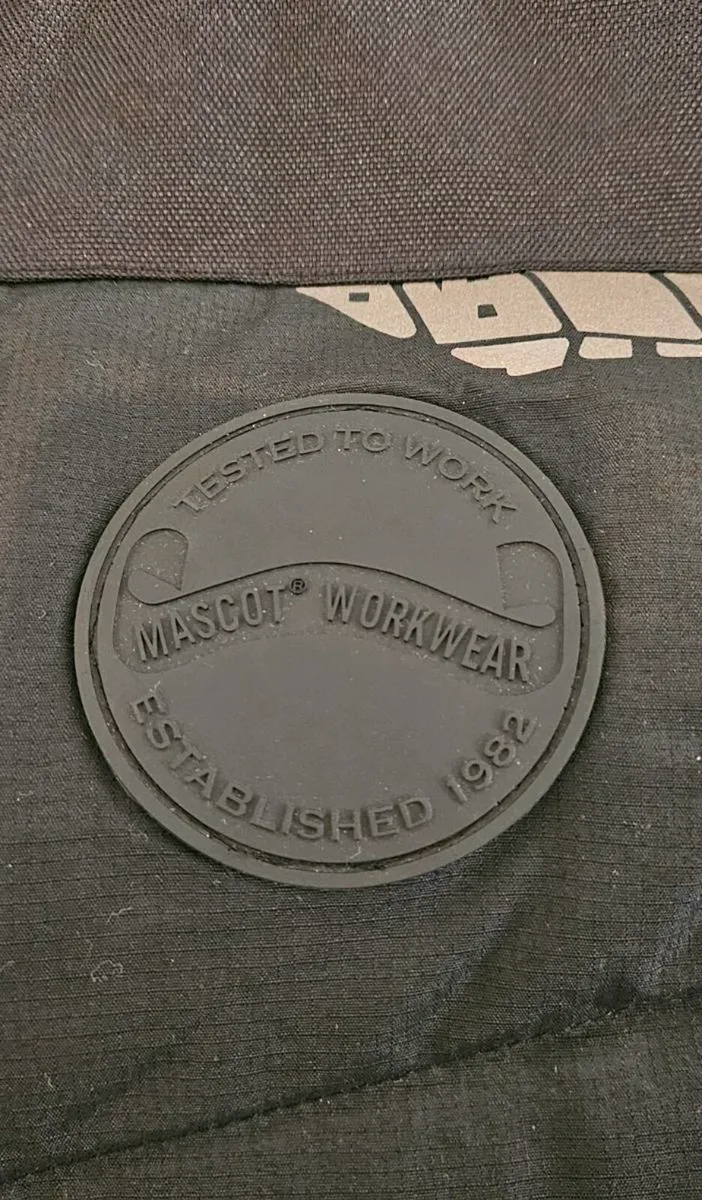 TESTED TO WORK
MASCOT® WORKWEAR
ESTABLISHED 1982